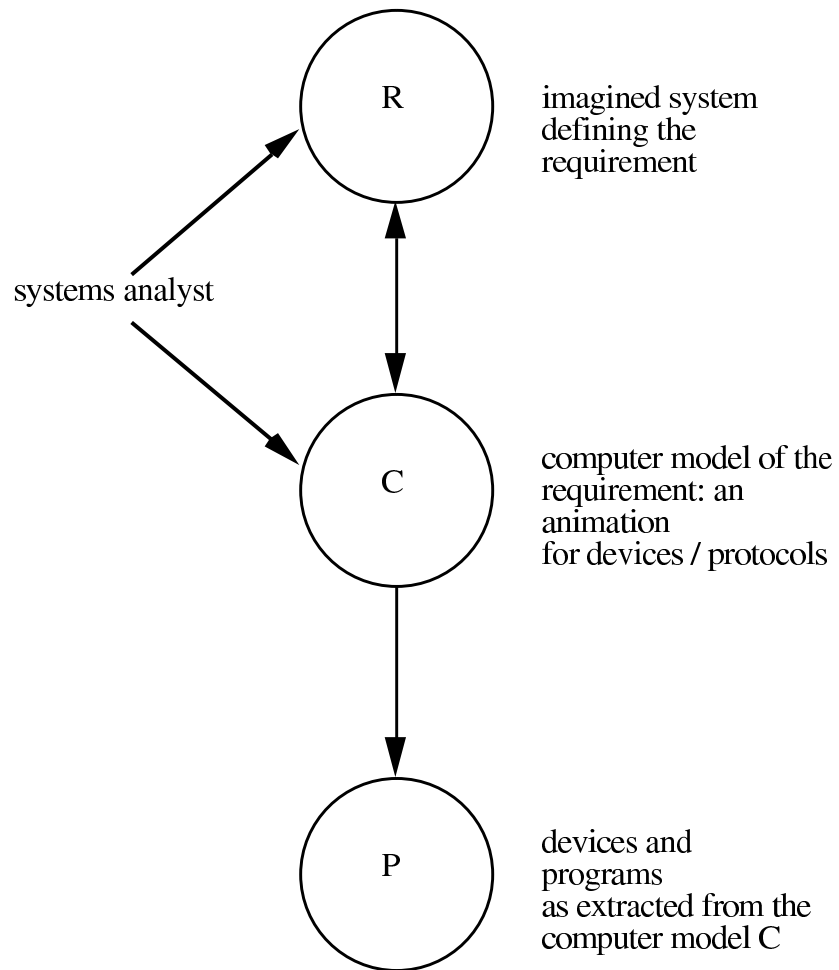 R
imagined system
defining the
requirement
systems analyst
C
computer model of the
requirement: an
animation
for devices / protocols
P
devices and
programs
as extracted from the
computer model C